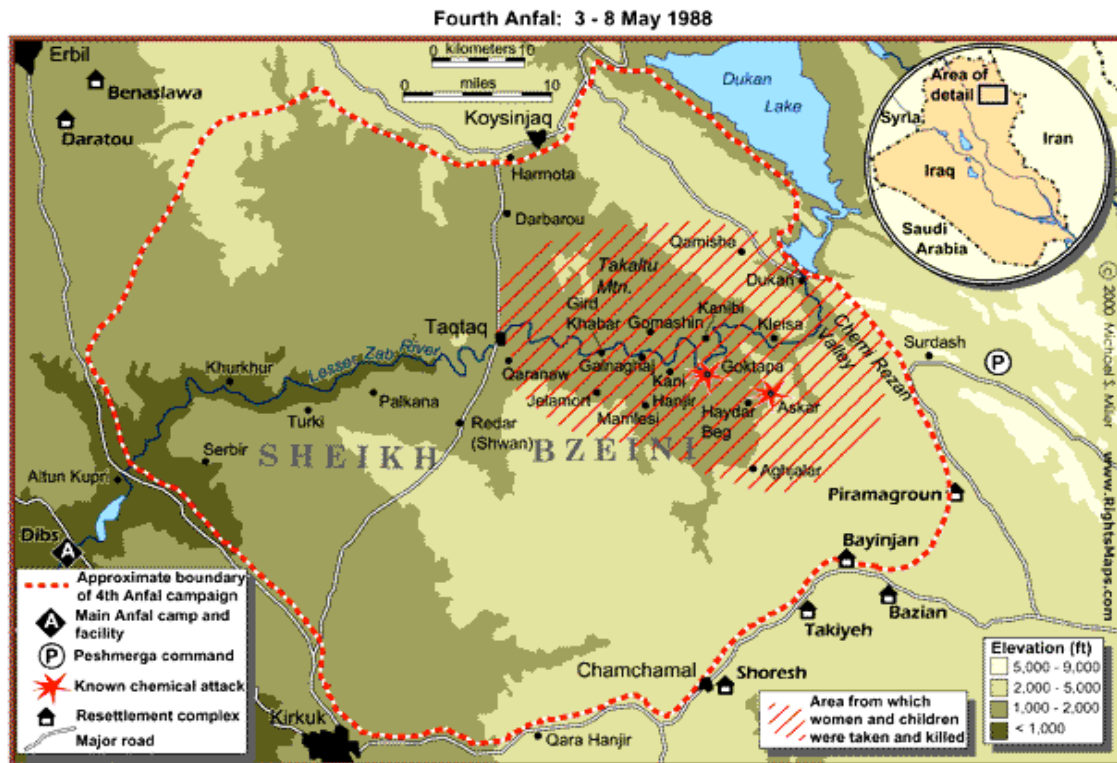 Fourth Anfal: 3 - 8 May 1988
Erbil
Benaslawa
Daratou
0 kilometers 10
0 miles 10
Koysinjaq
Harmota
Darbarou
Dukan
Lake
Area of
detail
Syria
Iran
Iraq
Saudi
Arabia
Qamisha
Takaltu
Mtn.
Dukan
Gird
Khabar
Gomashin
Kanibi
Kleisa
Chemi Rezan
Valley
Surdash
P
Taqtaq
Lesser Zab River
Khurkhur
Qaranaw
Galnaghaj
Kani
Hanjir
Goktapa
Jelamort
Mamlesi
Haydar
Beg
Askar
Turki
Palkana
Redar
(Shwan)
Serbir
SHEIKH BZEINI
Aghjalar
Altun Kupri
Piramagroun
Dibs
A
Bayinjan
Bazian
Takiyeh
Chamchamal
Shoresh
Kirkuk
Qara Hanjir
Approximate boundary
of 4th Anfal campaign
A
Main Anfal camp and
facility
P
Peshmerga command
Known chemical attack
Resettlement complex
Major road
Area from which
women and children
were taken and killed
Elevation (ft)
5,000 - 9,000
2,000 - 5,000
1,000 - 2,000
< 1,000
© 2000 Michael S. Miller www.RightsMaps.com